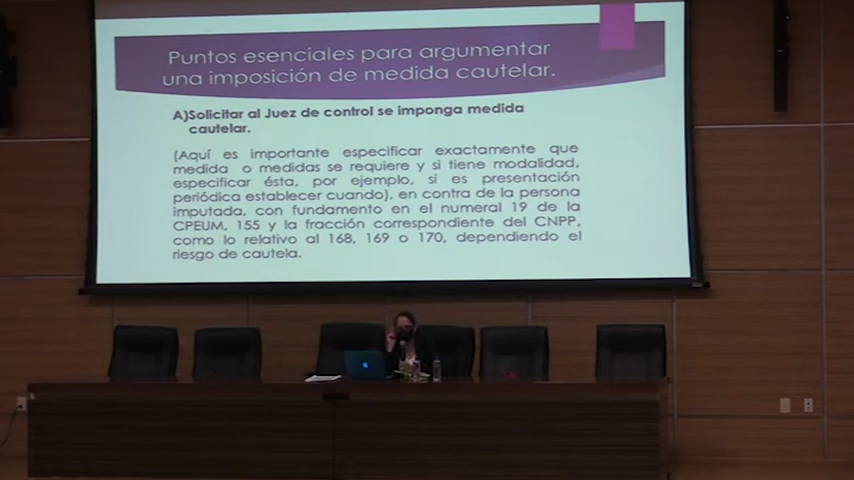 Puntos esenciales para argumentar
una imposición de medida cautelar.
A)Solicitar al Juez de control se imponga medida
cautelar.
(Aquí es importante especificar exactamente que
medida o medidas se requiere y si tiene modalidad,
especificar ésta, por ejemplo, si es presentación
periódica establecer cuando), en contra de la persona
imputada, con fundamento en el numeral 19 de la
CPEUM, 155 y la fracción correspondiente del CNPP,
como lo relativo al 168, 169 o 170, dependiendo el
riesgo de cautela.